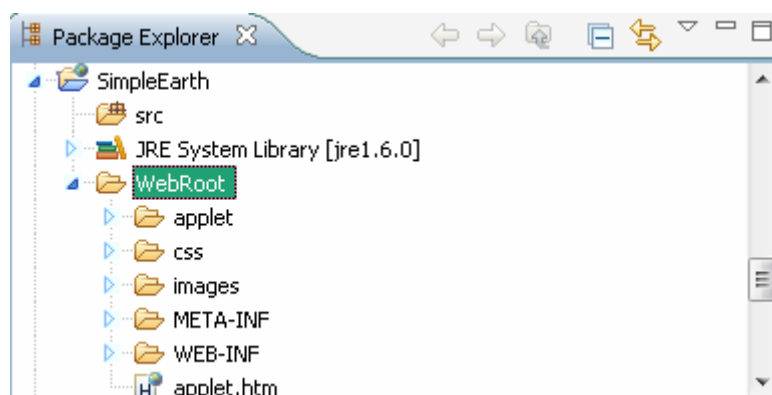 Package Explorer
SimpleEarth
src
JRE System Library [jre1.6.0]
WebRoot
applet
css
images
META-INF
WEB-INF
applet.htm